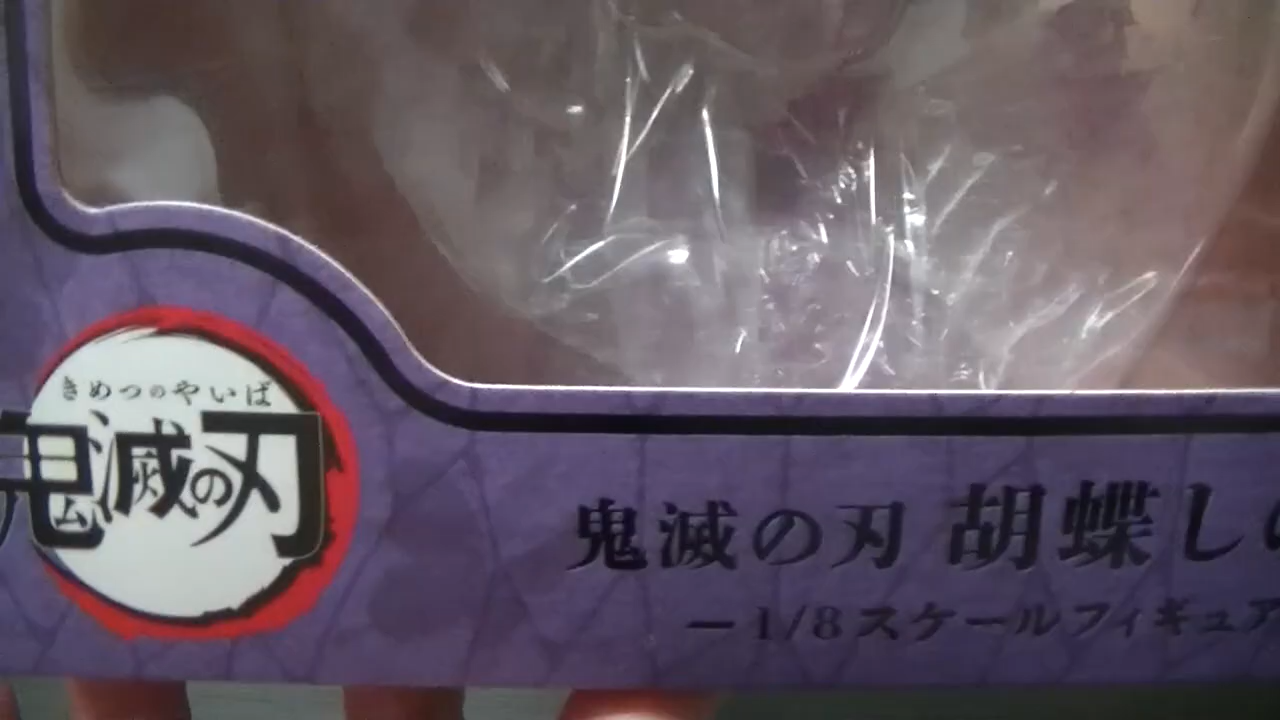 きめつのやいば
鬼滅の刃
鬼滅の刃 胡蝶し
ー1/8スケールフィギュア